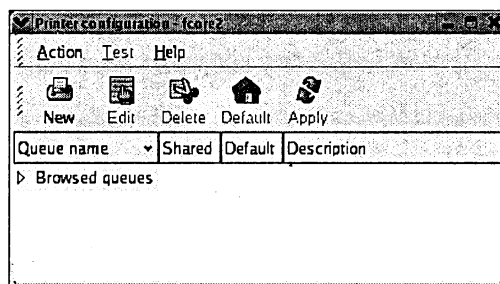 Printer configuration - fcore2
Action Test Help
New Edit Delete Default Apply
Queue name Shared Default Description
Browsed queues